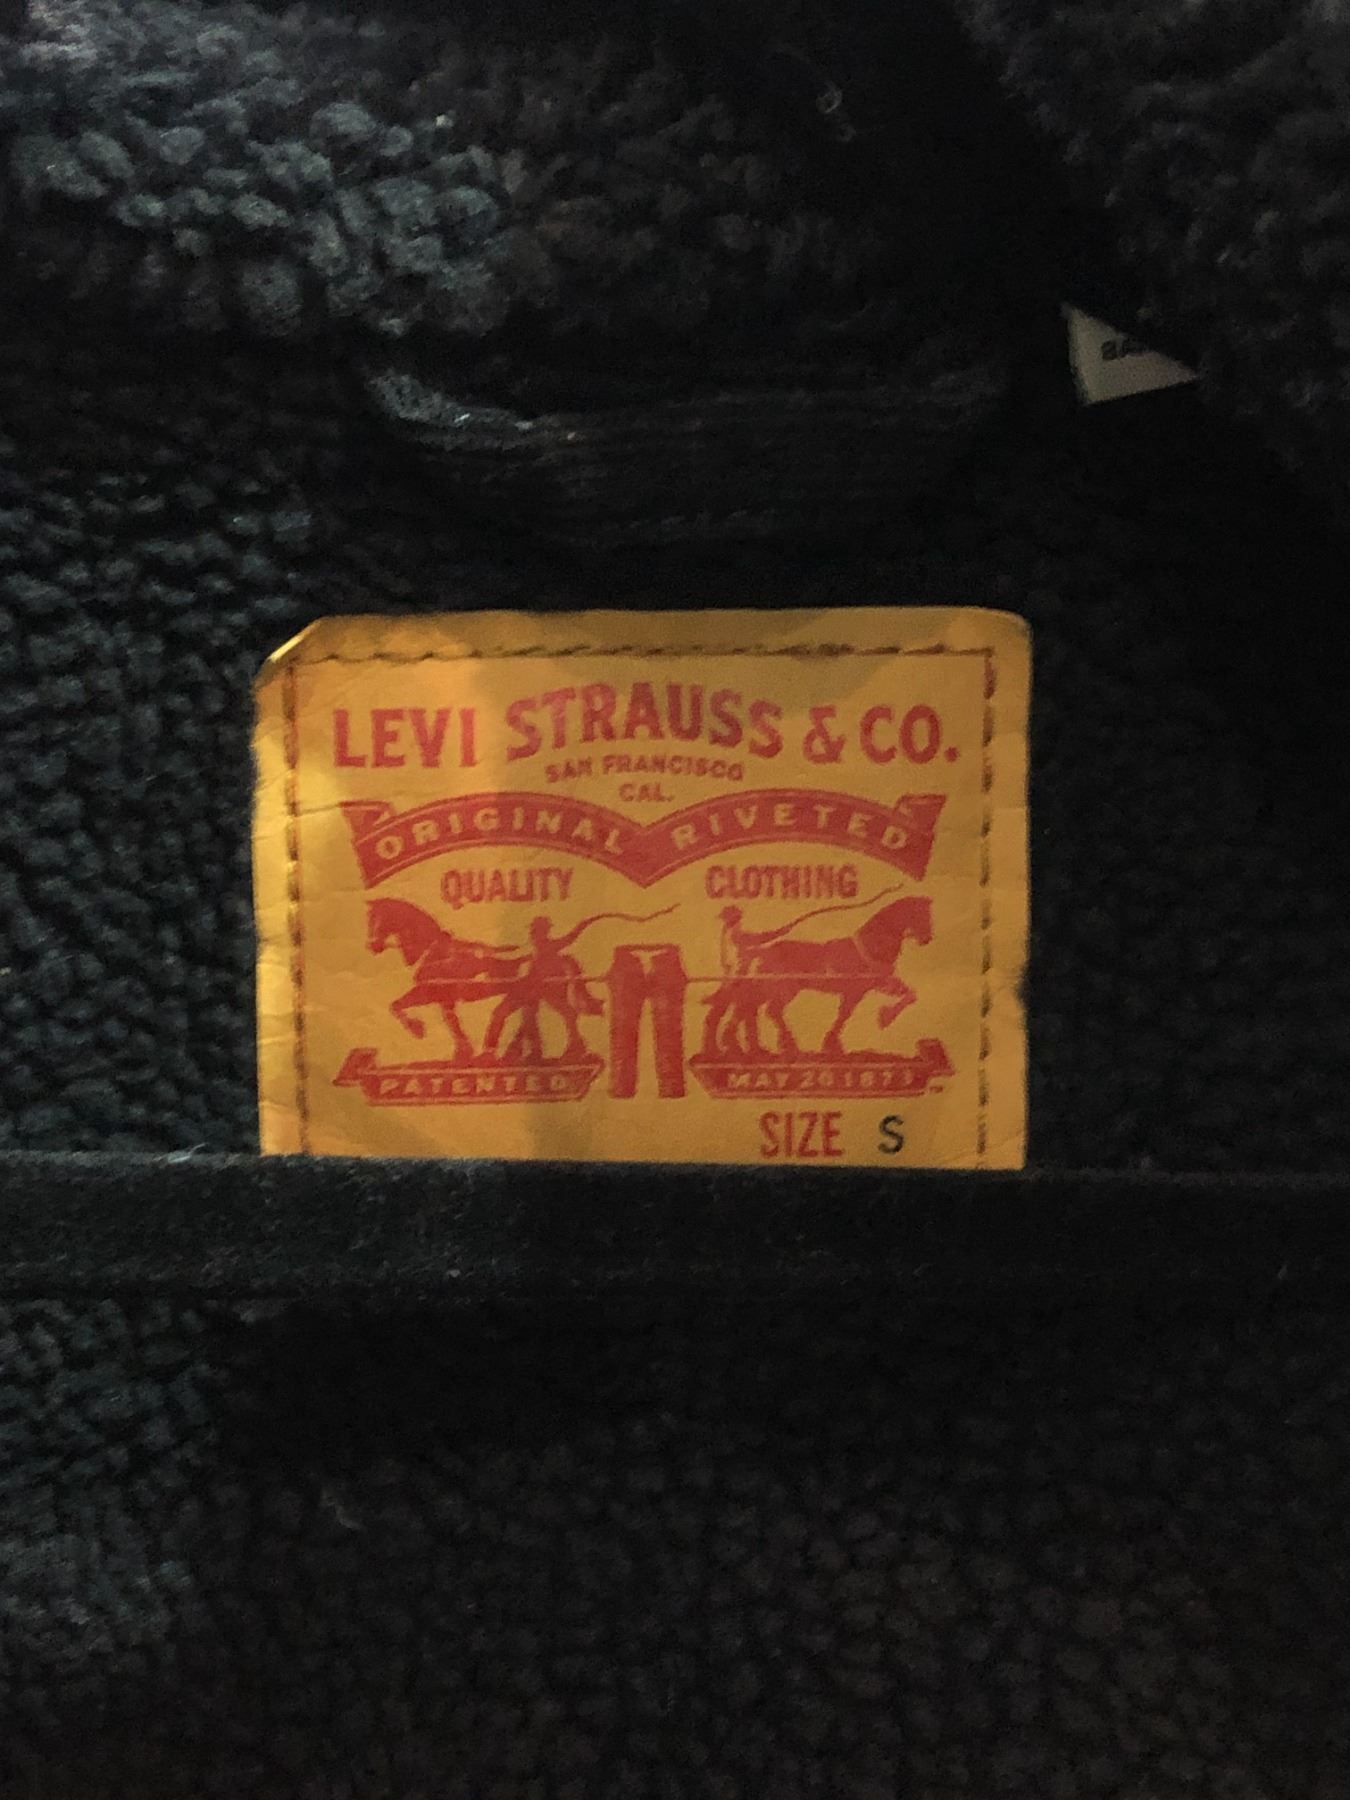 LEVI STRAUSS & CO.
SAN FRANCISCO
CAL.
ORIGINAL RIVETED
QUALITY CLOTHING
PATENTED MAY 20 1873
SIZE S